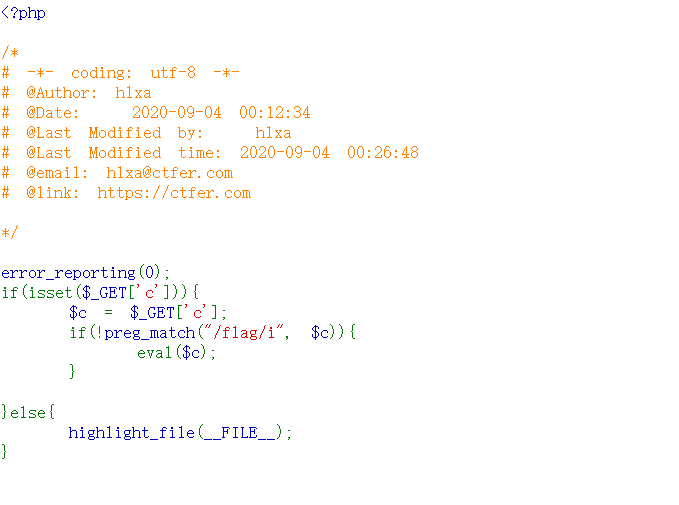 <?php
/*
# -*- coding: utf-8 -*-
# @Author: h1xa
# @Date: 2020-09-04 00:12:34
# @Last Modified by: h1xa
# @Last Modified time: 2020-09-04 00:26:48
# @email: h1xa@ctfer.com
# @link: https://ctfer.com
*/
error_reporting(0);
if(isset($_GET['c'])){
$c = $_GET['c'];
if(!preg_match("/flag/i", $c)){
eval($c);
}
}else{
highlight_file(__FILE__);
}